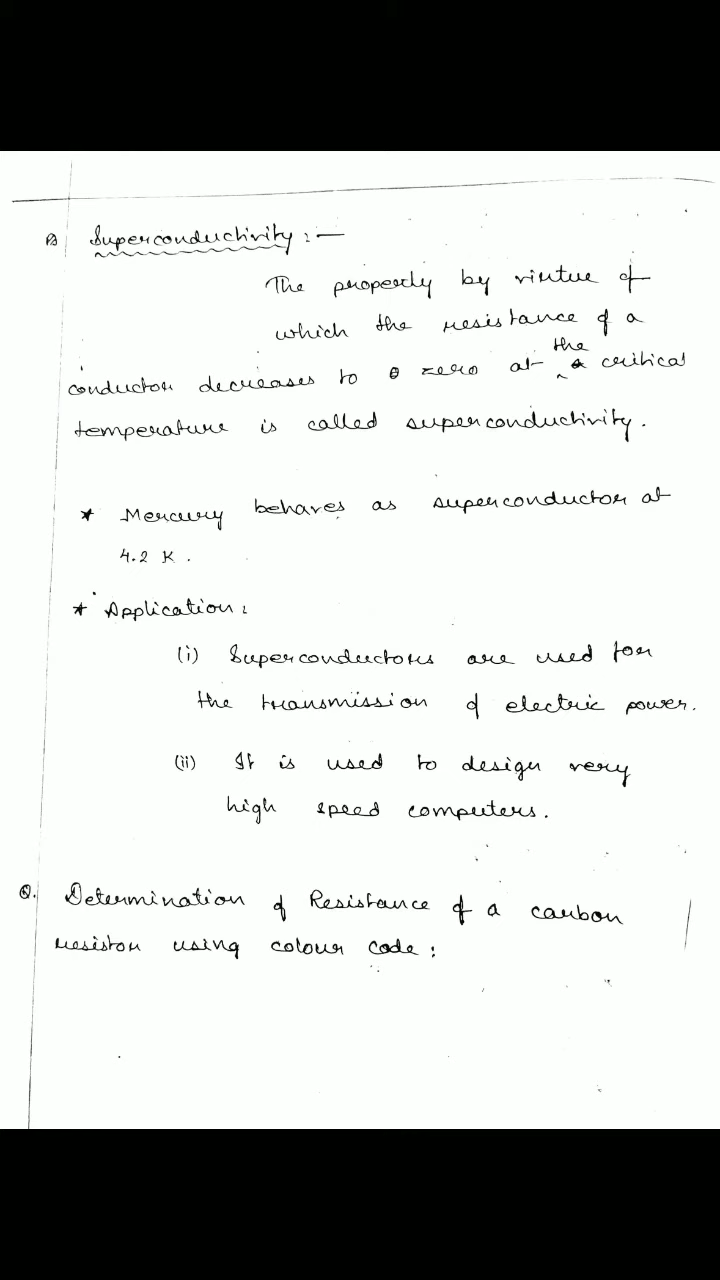 Superconductivity : —
The property by virtue of
which the resistance of a
conductor decreases to zero at the critical
temperature is called superconductivity.
* Mercury behaves as superconductor at
4.2 K.
* Application :
(i) Superconductors are used for
the transmission of electric power.
(ii) It is used to design very
high speed computers.
Q. Determination of Resistance of a carbon
resistor using colour code :